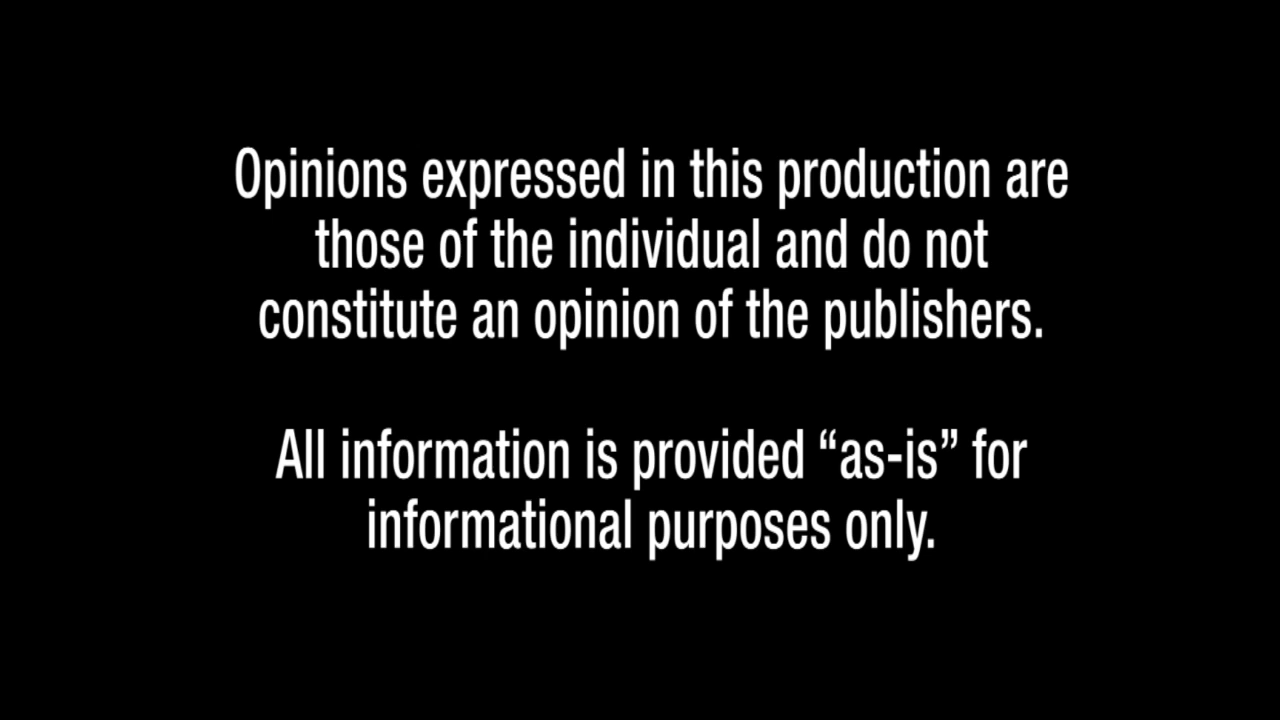 Opinions expressed in this production are
those of the individual and do not
constitute an opinion of the publishers.
All information is provided “as-is” for
informational purposes only.